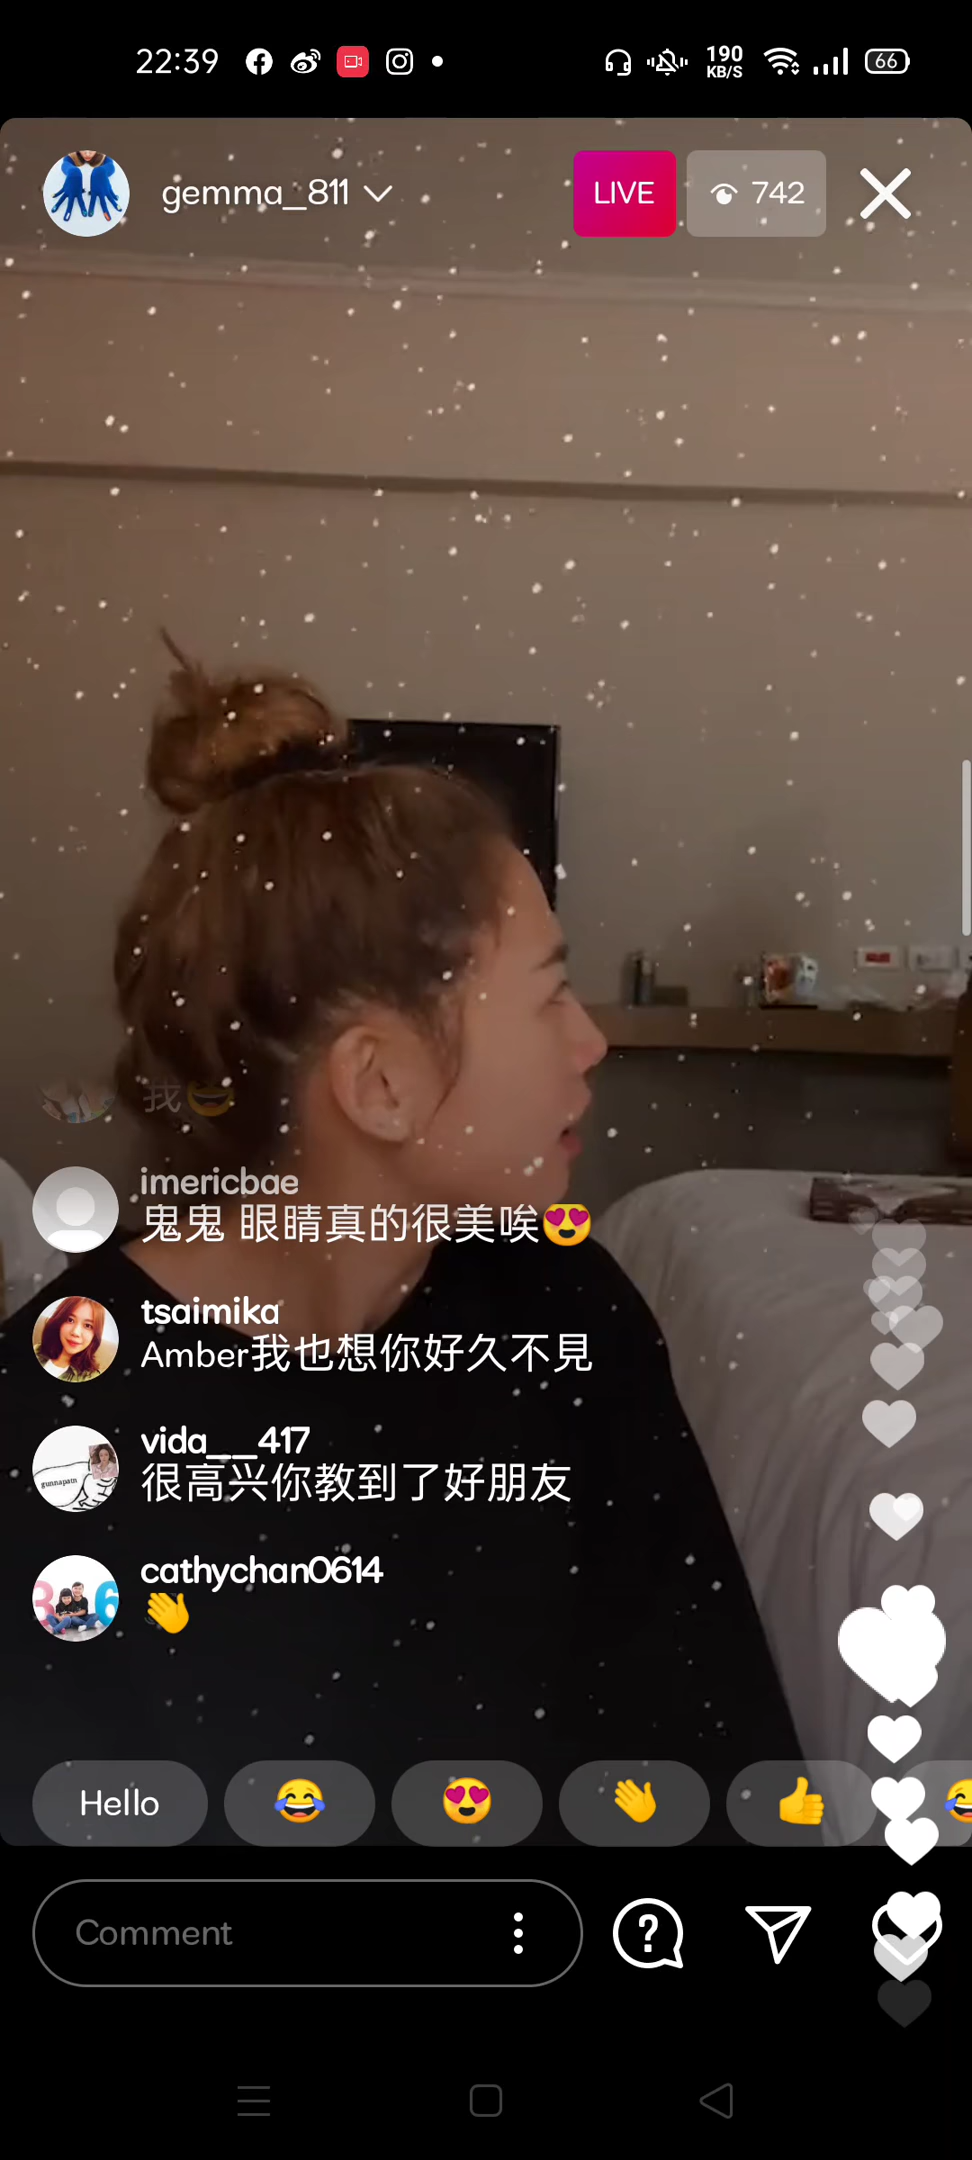 22:39
190
KB/S
66
gemma_811
LIVE
742
我😄
imericbae
鬼鬼 眼睛真的很美唉😍
tsaimika
Amber我也想你好久不見
vida__417
很高兴你教到了好朋友
cathychan0614
👋
Hello
😂
😍
👋
👍
😂
Comment